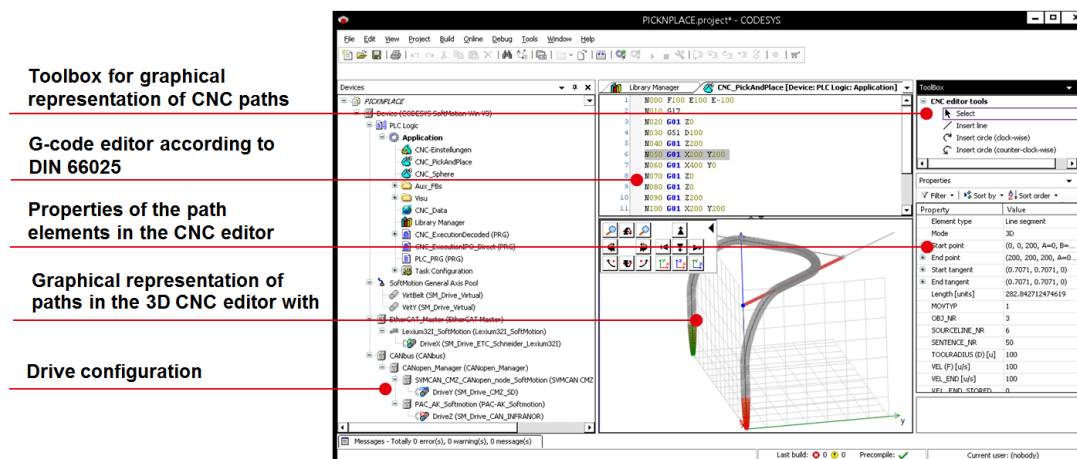 PICKNPLACE.project* - CODESYS
File Edit View Project Build Online Debug Tools Window Help
Toolbox for graphical
representation of CNC paths
G-code editor according to
DIN 66025
Properties of the path
elements in the CNC editor
Graphical representation of
paths in the 3D CNC editor with
Drive configuration
Devices
PICKNPLACE
Device (CODESYS SoftMotion Win V3)
PLC Logic
Application
CNC-Einstellungen
CNC_PickAndPlace
CNC_Sphere
Aux_FBs
Visu
CNC_Data
Library Manager
CNC_ExecutionDecoded (PRG)
CNC_ExecutionIPO_Direct (PRG)
PLC_PRG (PRG)
Task Configuration
SoftMotion General Axis Pool
VirtBelt (SM_Drive_Virtual)
VirtY (SM_Drive_Virtual)
EtherCAT_Master (EtherCAT Master)
Lexium32I_SoftMotion (Lexium32I_SoftMotion)
DriveX (SM_Drive_ETC_Schneider_Lexium32I)
CANbus (CANbus)
CANopen_Manager (CANopen_Manager)
SVMCAN_CMZ_CANopen_node_SoftMotion (SVMCAN CMZ
DriveY (SM_Drive_CMZ_SD)
PAC_AK_Softmotion (PAC-AK_Softmotion)
DriveZ (SM_Drive_CAN_INFRANOR)
Library Manager
CNC_PickAndPlace [Device: PLC Logic: Application]
1 N000 F100 E100 E-100
2 N010 G17
3 N020 G01 Z0
4 N030 G51 D100
5 N040 G01 Z200
6 N050 G01 X200 Y200
7 N060 G01 X400 Y0
8 N070 G01 Z0
9 N080 G01 Z0
10 N090 G01 Z200
11 N100 G01 X200 Y200
y
ToolBox
CNC editor tools
Select
Insert line
Insert circle (clock-wise)
Insert circle (counter-clock-wise)
Properties
Filter Sort by Sort order
Property Value
Element type Line segment
Mode 3D
Start point (0, 0, 200, A=0, B=...
End point (200, 200, 200, A=0...
Start tangent (0.7071, 0.7071, 0)
End tangent (0.7071, 0.7071, 0)
Length [units] 282.842712474619
MOVTYP 1
OBJ_NR 3
SOURCELINE_NR 6
SENTENCE_NR 50
TOOLRADIUS (D) [u] 100
VEL (F) [u/s] 100
VEL_END [u/s] 100
VEL_END_STORED 0
Messages - Totally 0 error(s), 0 warning(s), 0 message(s)
Last build: 0 0 Precompile: Current user: (nobody)